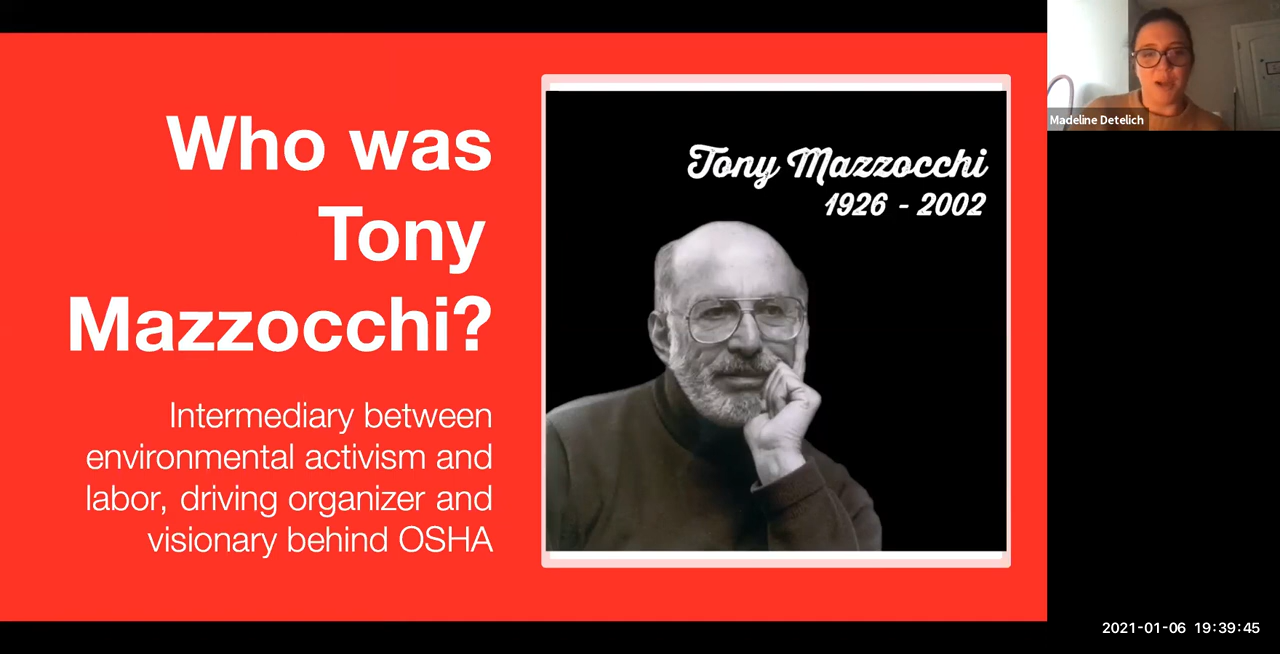 Who was
Tony
Mazzocchi?
Intermediary between
environmental activism and
labor, driving organizer and
visionary behind OSHA
Tony Mazzocchi
1926 - 2002
Madeline Detelich
2021-01-06 19:39:45